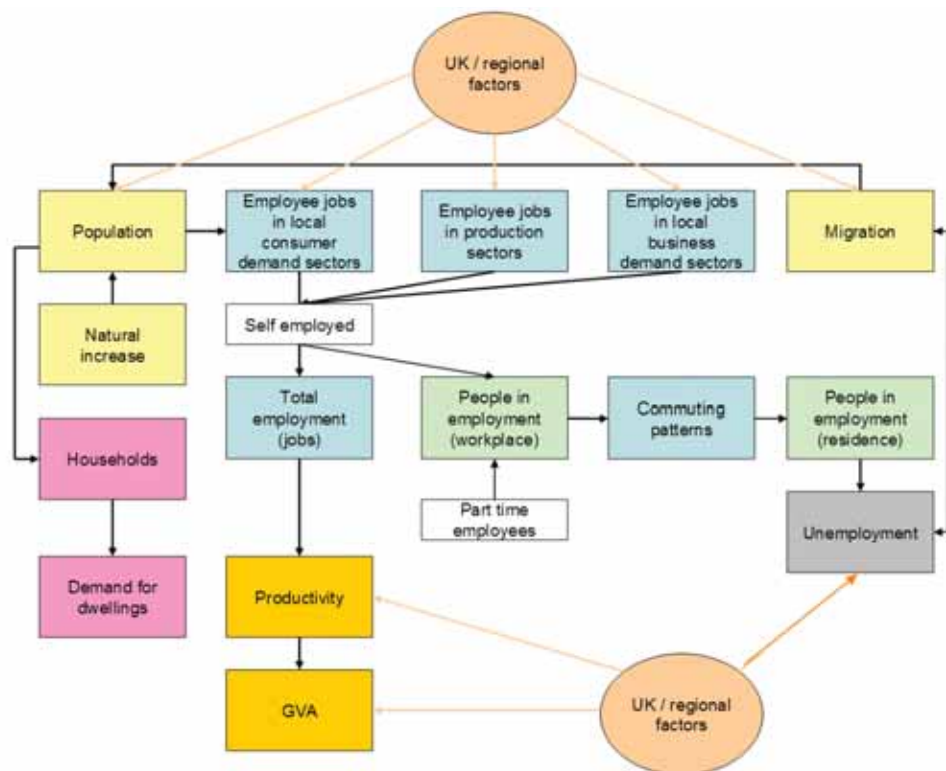 UK / regional
factors
Population
Employee jobs
in local
consumer
demand sectors
Employee jobs
in production
sectors
Employee jobs
in local
business
demand sectors
Migration
Natural
increase
Self employed
Total
employment
(jobs)
People in
employment
(workplace)
Commuting
patterns
People in
employment
(residence)
Households
Part time
employees
Unemployment
Demand for
dwellings
Productivity
GVA
UK / regional
factors